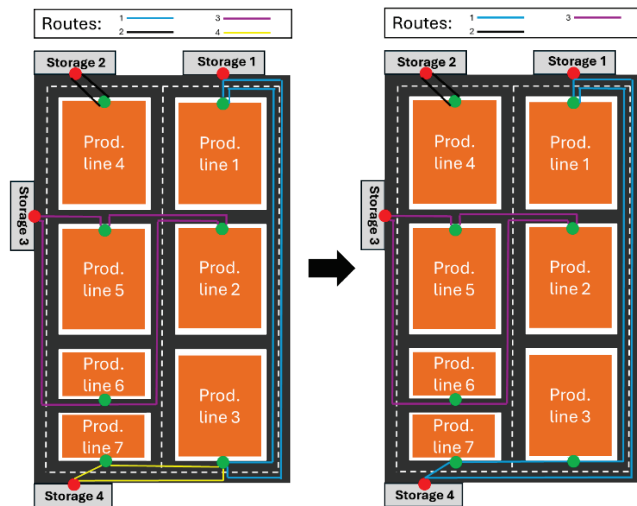 Routes:
1
2
3
4
Storage 2
Storage 1
Prod.
line 4
Prod.
line 1
Storage 3
Prod.
line 5
Prod.
line 2
Prod.
line 6
Prod.
line 3
Prod.
line 7
Storage 4
Routes:
1
2
3
Storage 2
Storage 1
Prod.
line 4
Prod.
line 1
Storage 3
Prod.
line 5
Prod.
line 2
Prod.
line 6
Prod.
line 3
Prod.
line 7
Storage 4